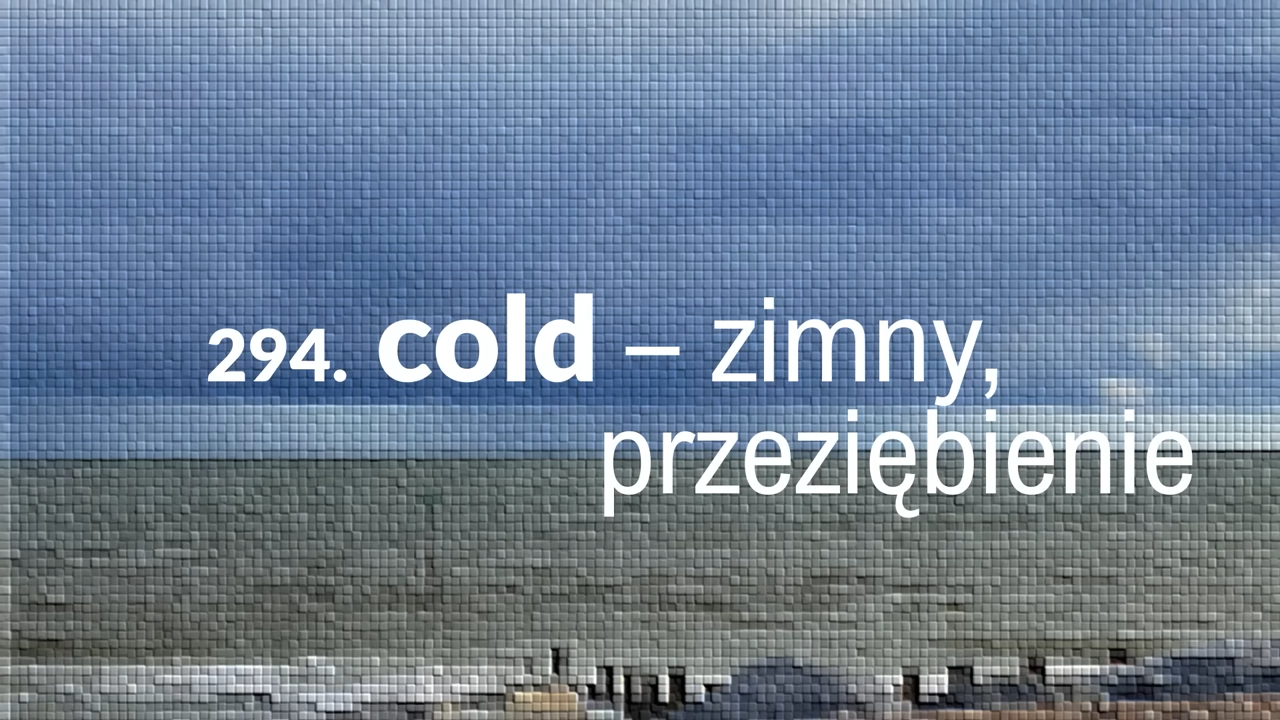 294. cold – zimny,
przeziębienie